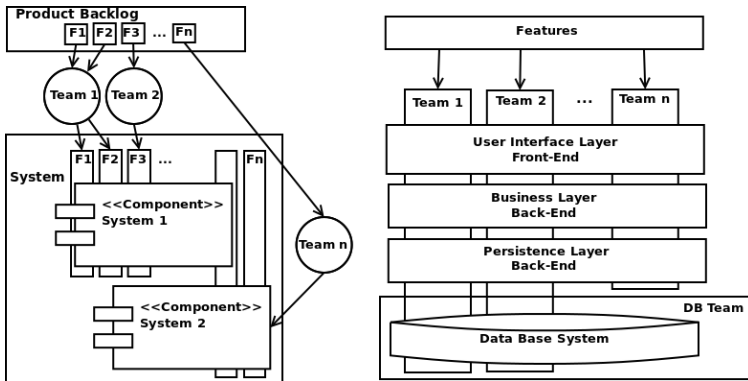 Product Backlog
F1 F2 F3 ... Fn
Team 1 Team 2
System
F1 F2 F3 ... Fn
<<Component>>
System 1
Team n
<<Component>>
System 2
Features
Team 1 Team 2 ... Team n
User Interface Layer
Front-End
Business Layer
Back-End
Persistence Layer
Back-End
DB Team
Data Base System